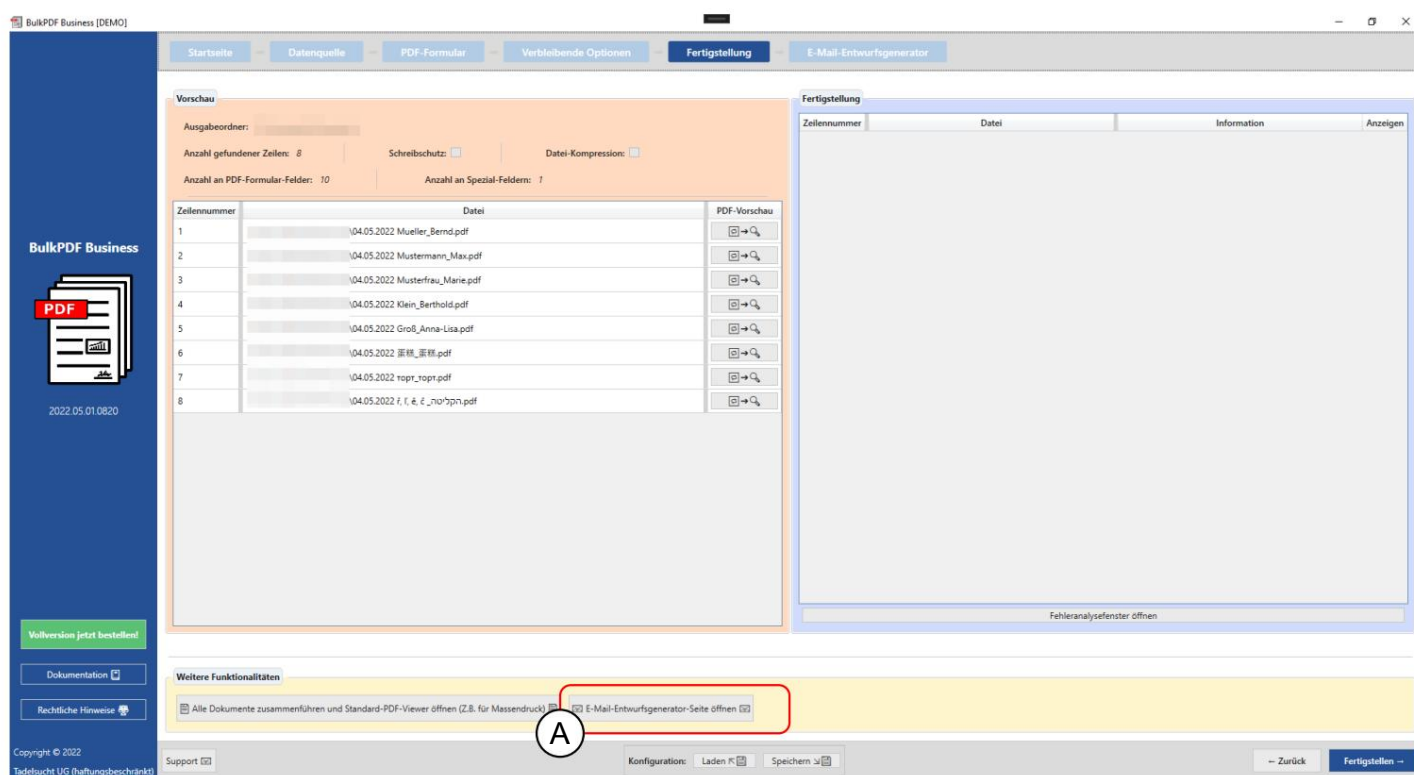 BulkPDF Business [DEMO]
Startseite
Datenquelle
PDF-Formular
Verbleibende Optionen
Fertigstellung
E-Mail-Entwurfsgenerator
BulkPDF Business
PDF
2022.05.01.0820
Vollversion jetzt bestellen!
Dokumentation
Rechtliche Hinweise
Copyright © 2022
Tadelsucht UG (haftungsbeschränkt)
Vorschau
Ausgabeordner:
Anzahl gefundener Zeilen: 8 Schreibschutz: Datei-Kompression:
Anzahl an PDF-Formular-Felder: 10 Anzahl an Spezial-Feldern: 1
Zeilennummer Datei PDF-Vorschau
1 \04.05.2022 Mueller_Bernd.pdf
2 \04.05.2022 Mustermann_Max.pdf
3 \04.05.2022 Musterfrau_Marie.pdf
4 \04.05.2022 Klein_Berthold.pdf
5 \04.05.2022 Groß_Anna-Lisa.pdf
6 \04.05.2022 蛋糕_蛋糕.pdf
7 \04.05.2022 торт_торт.pdf
8 \04.05.2022 הקליטה_.pdf
Fertigstellung
Zeilennummer Datei Information Anzeigen
Fehleranalysefenster öffnen
Weitere Funktionalitäten
Alle Dokumente zusammenführen und Standard-PDF-Viewer öffnen (Z.B. für Massendruck)
E-Mail-Entwurfsgenerator-Seite öffnen
A
Support
Konfiguration: Laden Speichern
← Zurück
Fertigstellen →